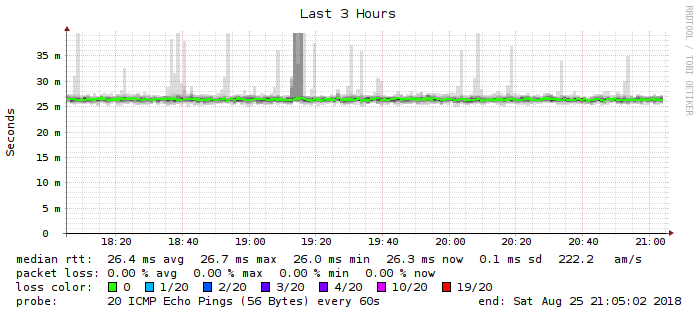 Last 3 Hours
RRDTOOL / TOBI OETIKER
Seconds
35 m
30 m
25 m
20 m
15 m
10 m
5 m
0
18:20 18:40 19:00 19:20 19:40 20:00 20:20 20:40 21:00
median rtt: 26.4 ms avg 26.7 ms max 26.0 ms min 26.3 ms now 0.1 ms sd 222.2 am/s
packet loss: 0.00 % avg 0.00 % max 0.00 % min 0.00 % now
loss color: 0 1/20 2/20 3/20 4/20 10/20 19/20
probe: 20 ICMP Echo Pings (56 Bytes) every 60s end: Sat Aug 25 21:05:02 2018